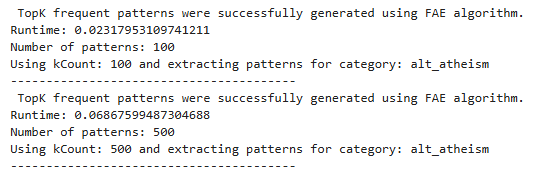 TopK frequent patterns were successfully generated using FAE algorithm.
Runtime: 0.02317953109741211
Number of patterns: 100
Using kCount: 100 and extracting patterns for category: alt_atheism
----------------------------------------
TopK frequent patterns were successfully generated using FAE algorithm.
Runtime: 0.06867599487304688
Number of patterns: 500
Using kCount: 500 and extracting patterns for category: alt_atheism
----------------------------------------